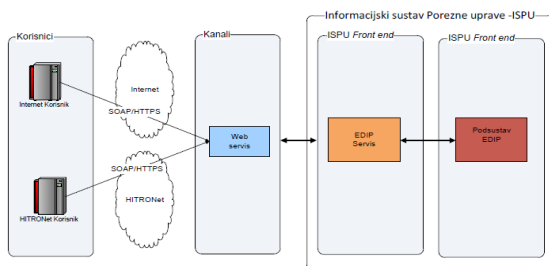 Informacijski sustav Porezne uprave -ISPU
Korisnici
Kanali
ISPU Front end
ISPU Front end
Internet Korisnik
Internet
SOAP/HTTPS
Web
servis
EDIP
Servis
Podsustav
EDIP
SOAP/HTTPS
HITRONet
HITRONet Korisnik